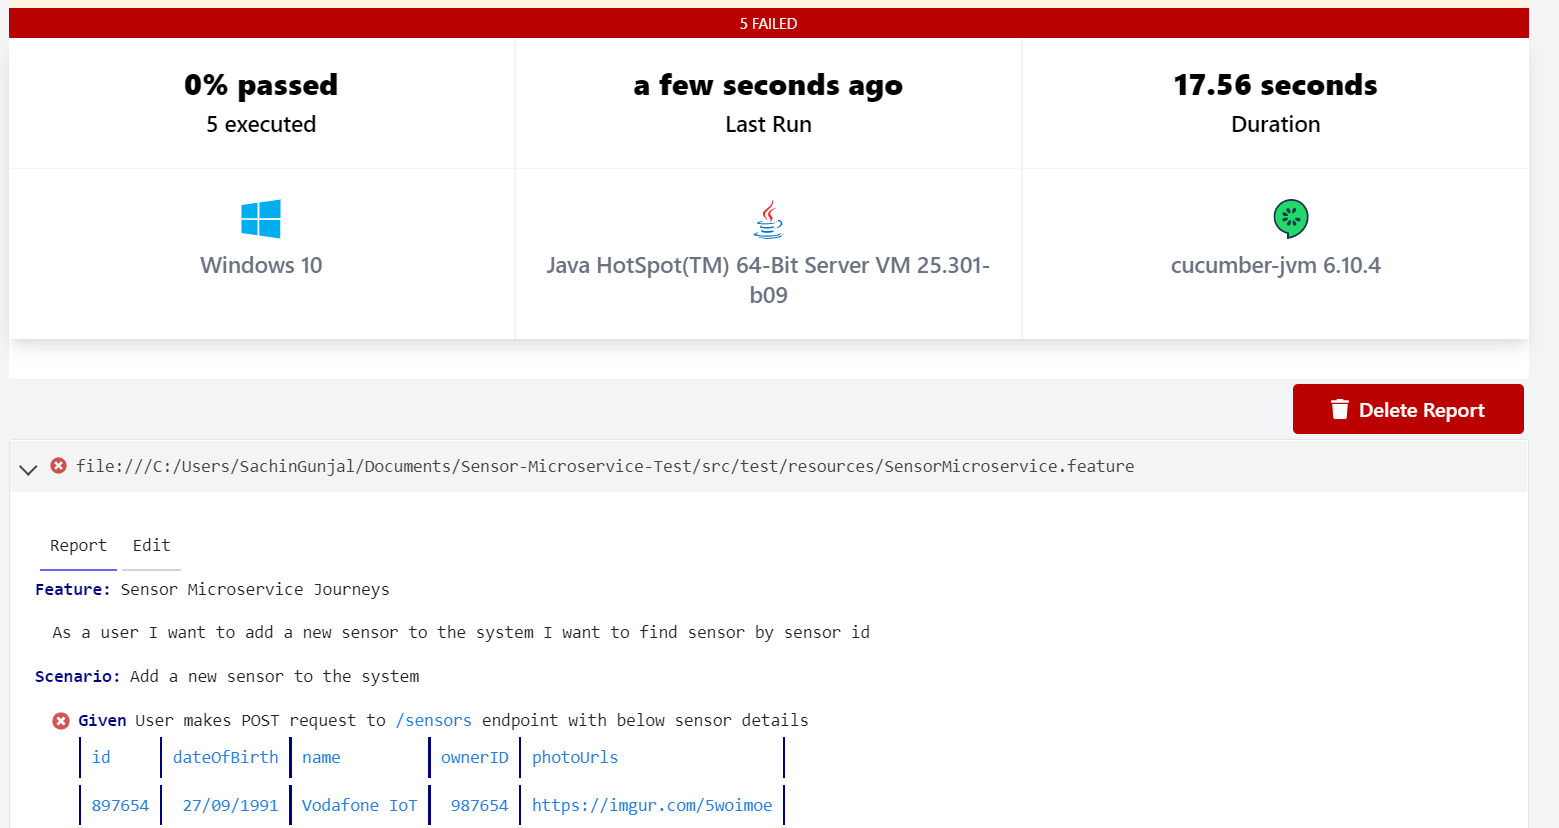 5 FAILED
0% passed
5 executed
a few seconds ago
Last Run
17.56 seconds
Duration
Windows 10
Java HotSpot(TM) 64-Bit Server VM 25.301-
b09
cucumber-jvm 6.10.4
Delete Report
file:///C:/Users/SachinGunjal/Documents/Sensor-Microservice-Test/src/test/resources/SensorMicroservice.feature
Report Edit
Feature: Sensor Microservice Journeys
As a user I want to add a new sensor to the system I want to find sensor by sensor id
Scenario: Add a new sensor to the system
Given User makes POST request to /sensors endpoint with below sensor details
id dateOfBirth name ownerID photoUrls
897654 27/09/1991 Vodafone IoT 987654 https://imgur.com/5woimoe